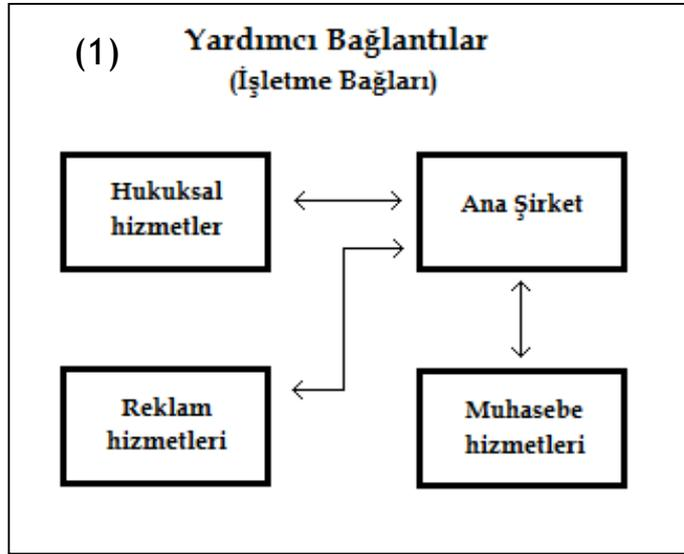 (1)
Yardımcı Bağlantılar
(İşletme Bağları)
Hukuksal
hizmetler
Ana Şirket
Reklam
hizmetleri
Muhasebe
hizmetleri